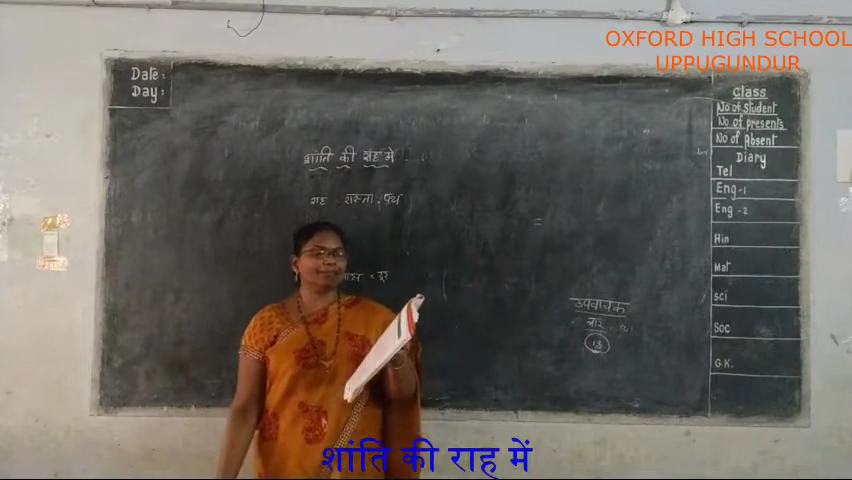 OXFORD HIGH SCHOOL
UPPUGUNDUR
Date:
Day:
Class
No of student
No of presents
No of Absent
Diary
Tel
Eng-1
Eng-2
Hin
Mat
Sci
Soc
G.K.
शांति की राह में
राह - रास्ता, पथ
x दूर
=
उपवाचक
18
शांति की राह में